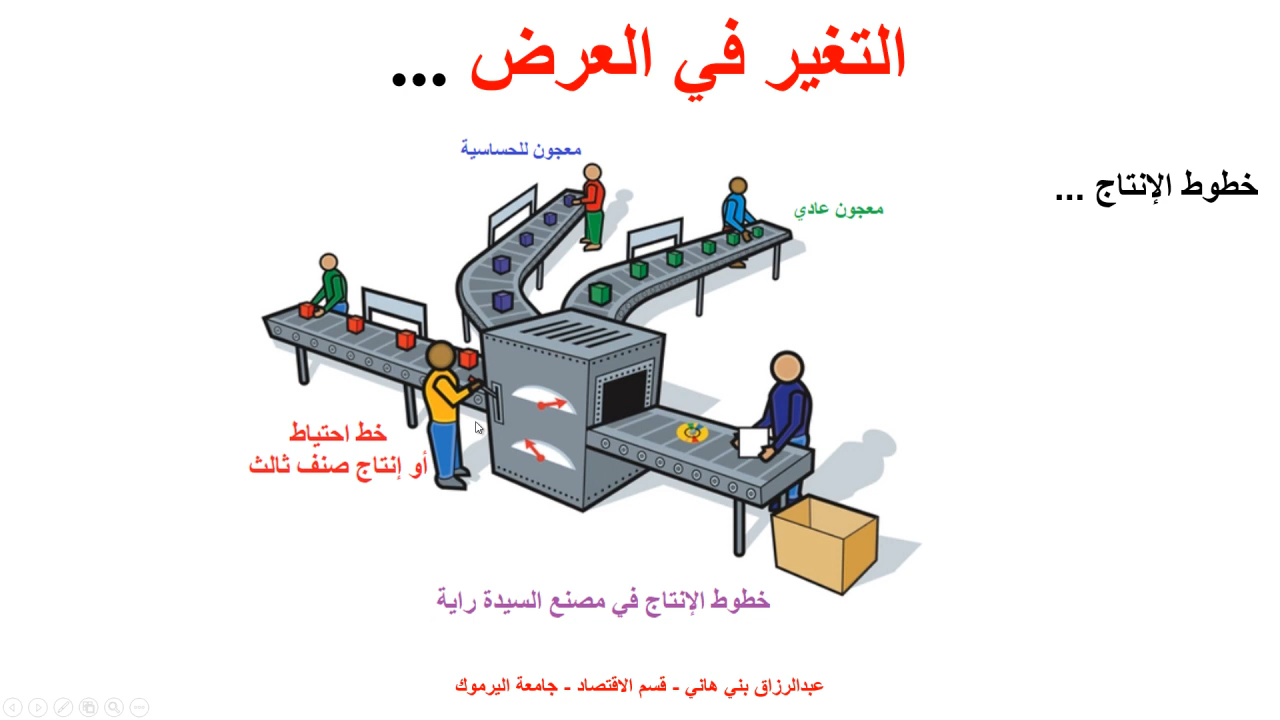 التغير في العرض ...
خطوط الإنتاج ...
معجون للحساسية
معجون عادي
خط احتياط
أو إنتاج صنف ثالث
خطوط الإنتاج في مصنع السيدة راية
عبدالرزاق بني هاني - قسم الاقتصاد - جامعة اليرموك